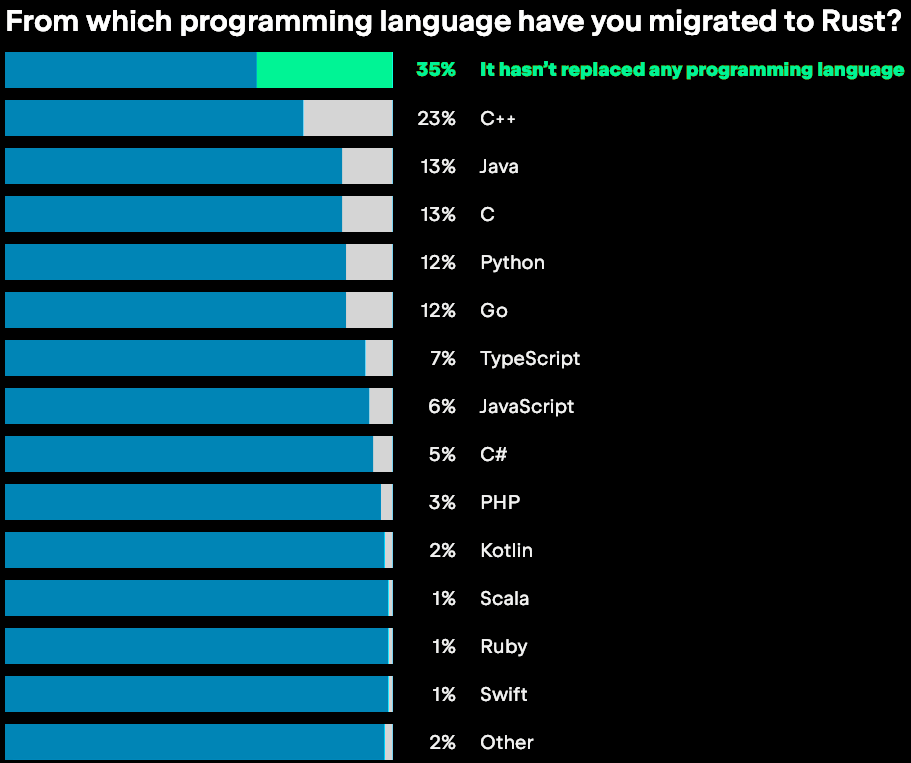 From which programming language have you migrated to Rust?
35% It hasn’t replaced any programming language
23% C++
13% Java
13% C
12% Python
12% Go
7% TypeScript
6% JavaScript
5% C#
3% PHP
2% Kotlin
1% Scala
1% Ruby
1% Swift
2% Other